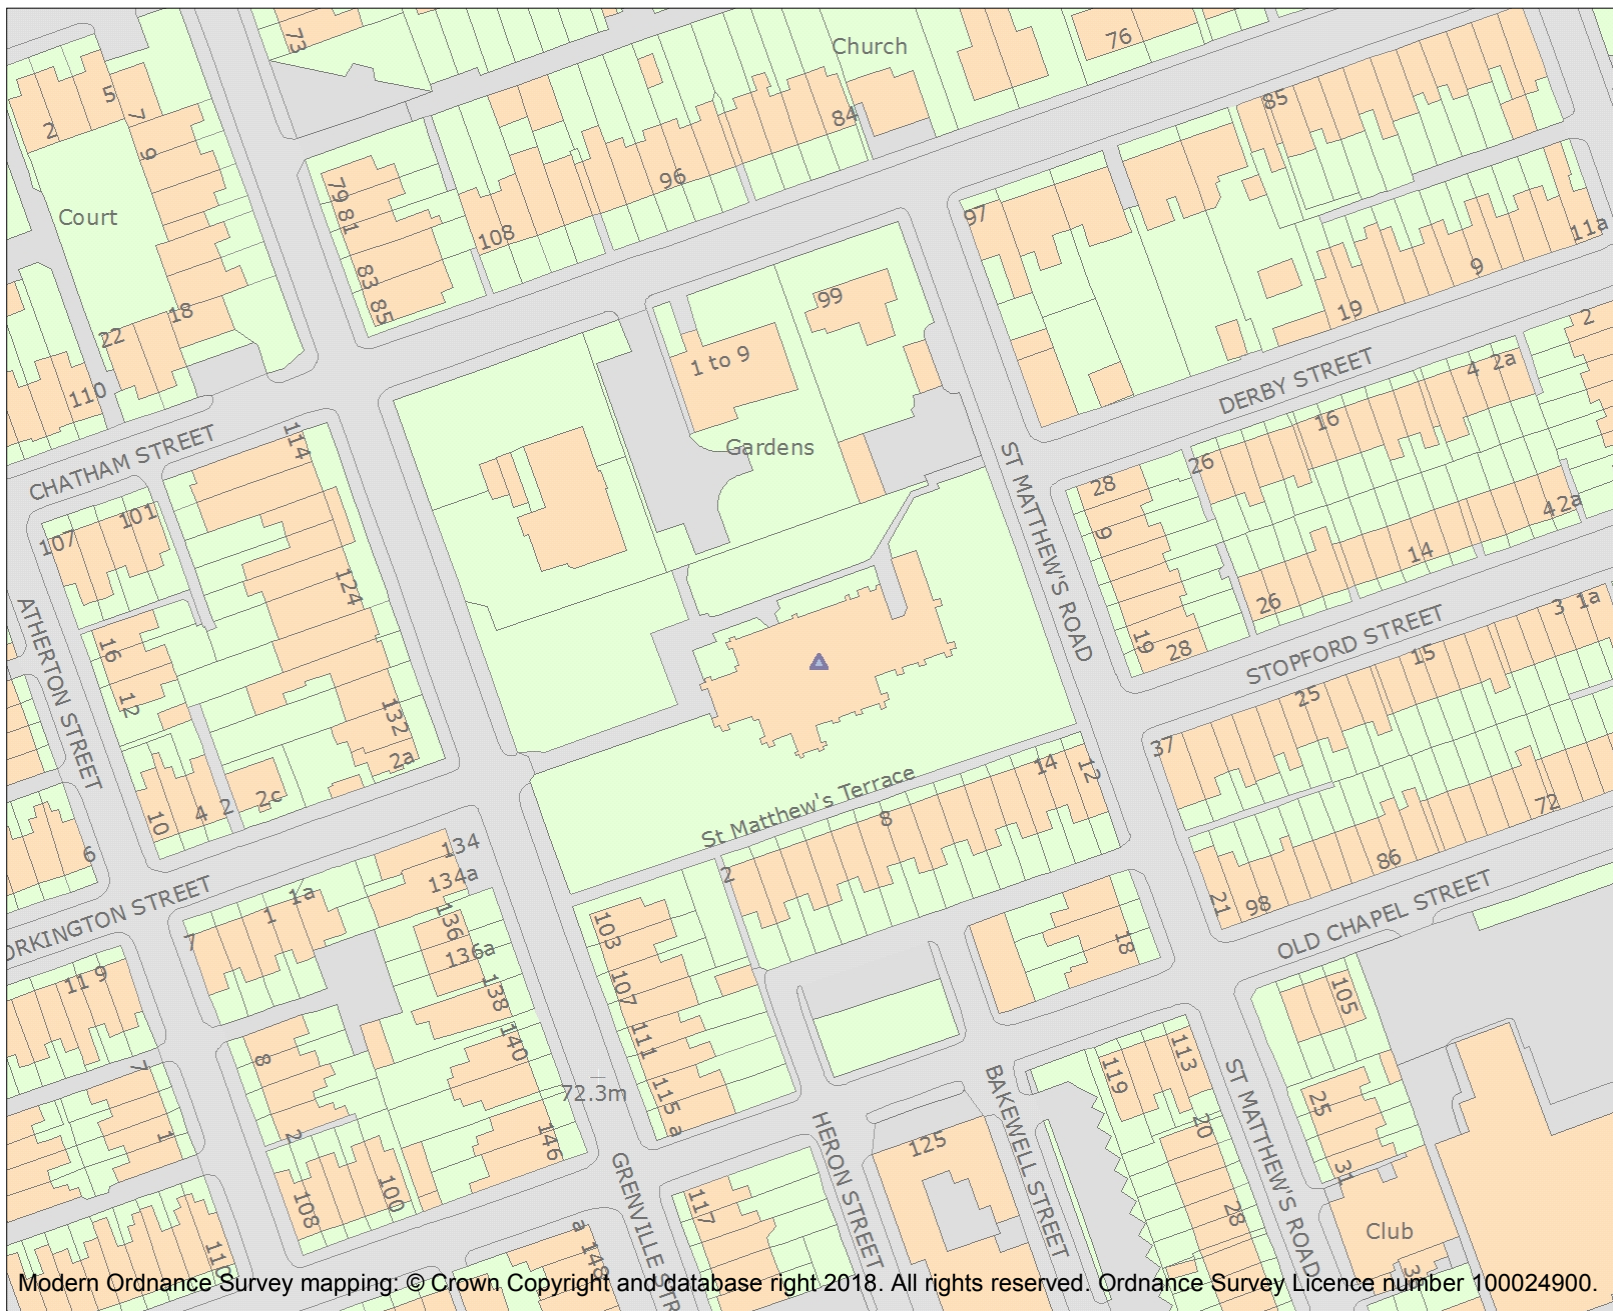 73
Church
76
5
2
7
9
84
85
Court
79
81
96
97
108
83
85
11a
9
18
22
99
19
2
1 to 9
110
DERBY STREET
4 2a
16
CHATHAM STREET
114
Gardens
ST MATTHEW'S ROAD
26
28
101
107
9
4 2a
14
124
26
ATHERTON STREET
16
12
19
28
STOPFORD STREET
3 1a
15
25
132
2a
37
14
12
St Matthew's Terrace
8
72
10
4
2
2c
6
134
134a
2
86
21
98
OLD CHAPEL STREET
ORKINGTON STREET
1a
1
7
136
136a
103
18
11 9
138
107
105
140
111
113
119
7
8
72.3m
115
a
BAKEWELL STREET
ST MATTHEW'S ROAD
25
20
1
2
146
HERON STREET
125
31
108
100
GRENVILLE STR
117
28
Club
110
a
148
36
Modern Ordnance Survey mapping: © Crown Copyright and database right 2018. All rights reserved. Ordnance Survey Licence number 100024900.